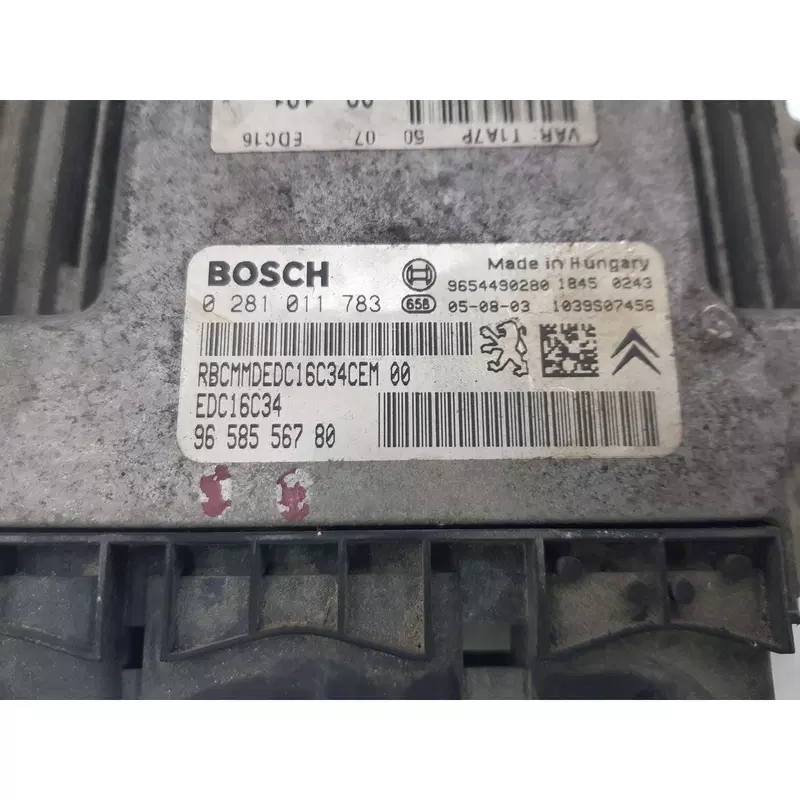 VAR: T1A7P 50 07 EDC16
BOSCH
Made in Hungary
9654490280 1845 0243
0 281 011 783 658 05-08-03 1039S07456
RBCMMDEDC16C34CEM 00
EDC16C34
96 585 567 80